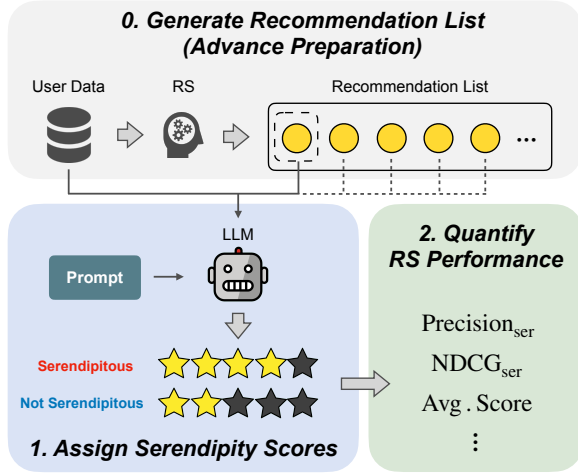 0. Generate Recommendation List
(Advance Preparation)
User Data
RS
Recommendation List
...
LLM
Prompt
Serendipitous
Not Serendipitous
1. Assign Serendipity Scores
2. Quantify
RS Performance
Precision_ser
NDCG_ser
Avg . Score
⋮